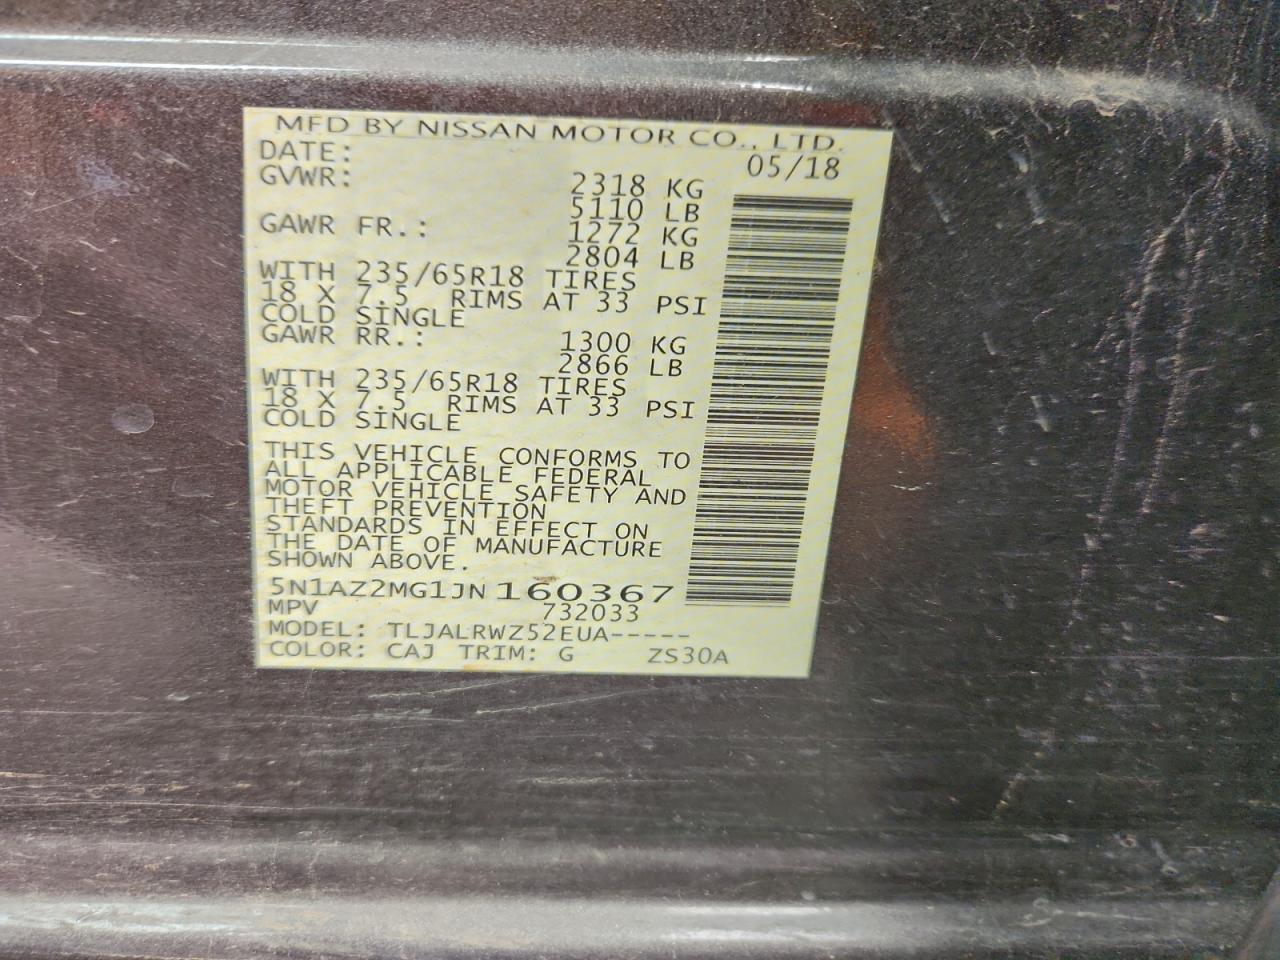 MFD BY NISSAN MOTOR CO., LTD.
DATE: 05/18
GVWR: 2318 KG
5110 LB
GAWR FR.: 1272 KG
2804 LB
WITH 235/65R18 TIRES
18 X 7.5 RIMS AT 33 PSI
COLD SINGLE
GAWR RR.: 1300 KG
2866 LB
WITH 235/65R18 TIRES
18 X 7.5 RIMS AT 33 PSI
COLD SINGLE
THIS VEHICLE CONFORMS TO
ALL APPLICABLE FEDERAL
MOTOR VEHICLE SAFETY AND
THEFT PREVENTION
STANDARDS IN EFFECT ON
THE DATE OF MANUFACTURE
SHOWN ABOVE.
5N1AZ2MG1JN160367
MPV 732033
MODEL: TLJALRWZ52EUA-----
COLOR: CAJ TRIM: G ZS30A